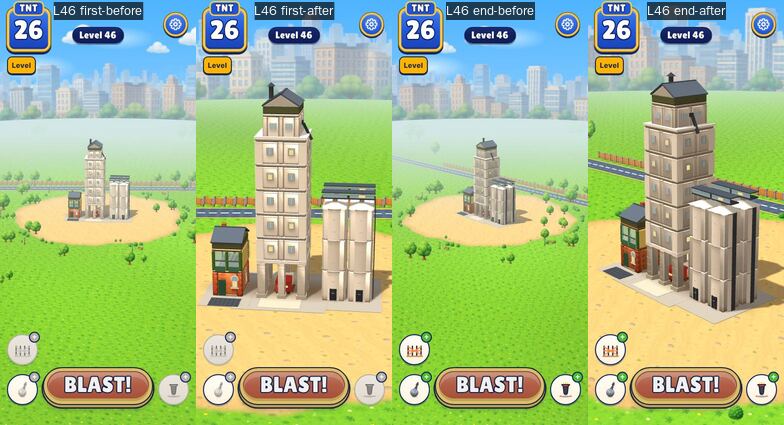 L46 first-before
TNT
26
Level 46
Level
BLAST!
L46 first-after
TNT
26
Level 46
Level
BLAST!
L46 end-before
TNT
26
Level 46
Level
BLAST!
L46 end-after
TNT
26
Level 46
Level
BLAST!